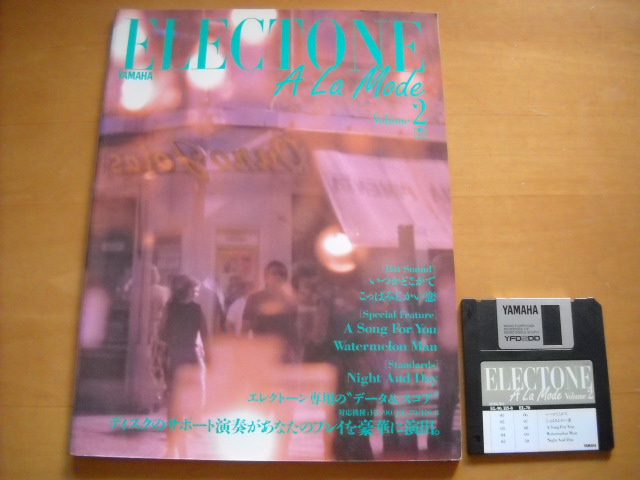 ELECTONE
YAMAHA
A La Mode
Volume 2
[Hit Sound]
いつかどこかで
こっぱみじかい恋
[Special Feature]
A Song For You
Watermelon Man
[Standards]
Night And Day
エレクトーン専用の"データ&スコア"
ディスクのサポート演奏があなたのプレイを豪華に演出。
YAMAHA
YFD2DD
ELECTONE
A La Mode Volume 2
A Song For You
Watermelon Man
Night And Day
YAMAHA